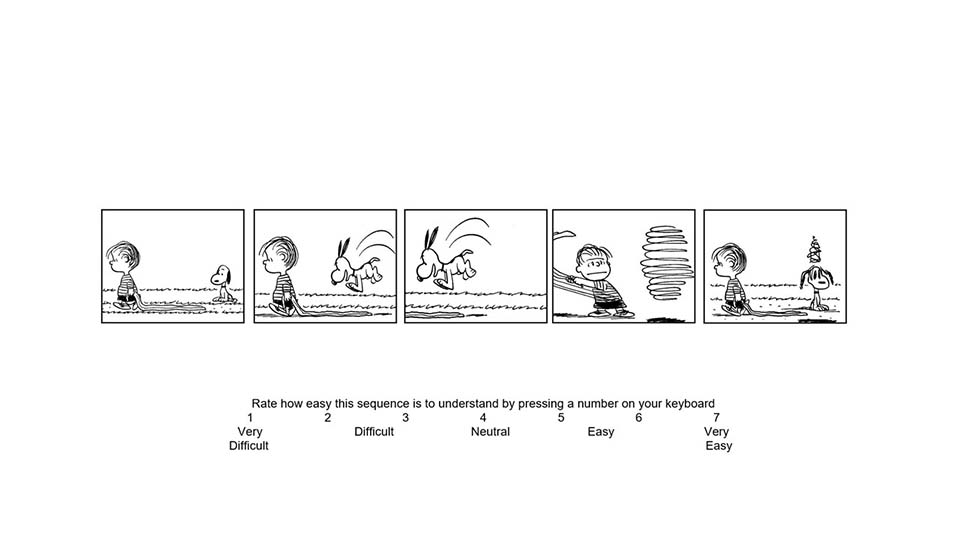 Rate how easy this sequence is to understand by pressing a number on your keyboard
1 2 3 4 5 6 7
Very Difficult Neutral Easy Very
Difficult Easy